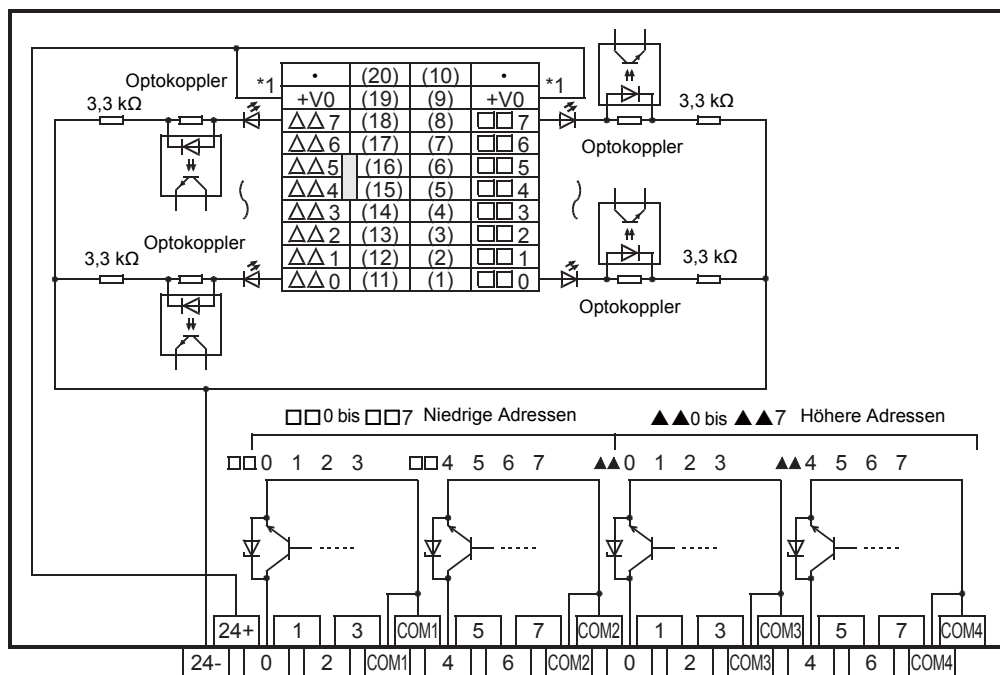 Optokoppler
*1
• (20) (10) •
*1
3,3 kΩ
+V0 (19) (9) +V0
3,3 kΩ
△△7 (18) (8) □□7
△△6 (17) (7) □□6
Optokoppler
△△5 (16) (6) □□5
△△4 (15) (5) □□4
△△3 (14) (4) □□3
△△2 (13) (3) □□2
Optokoppler
△△1 (12) (2) □□1
3,3 kΩ
3,3 kΩ
△△0 (11) (1) □□0
Optokoppler
□□0 bis □□7 Niedrige Adressen
▲▲0 bis ▲▲7 Höhere Adressen
□□0 1 2 3 □□4 5 6 7 ▲▲0 1 2 3 ▲▲4 5 6 7
24+ 1 3 COM1 5 7 COM2 1 3 COM3 5 7 COM4
24- 0 2 COM1 4 6 COM2 0 2 COM3 4 6 COM4